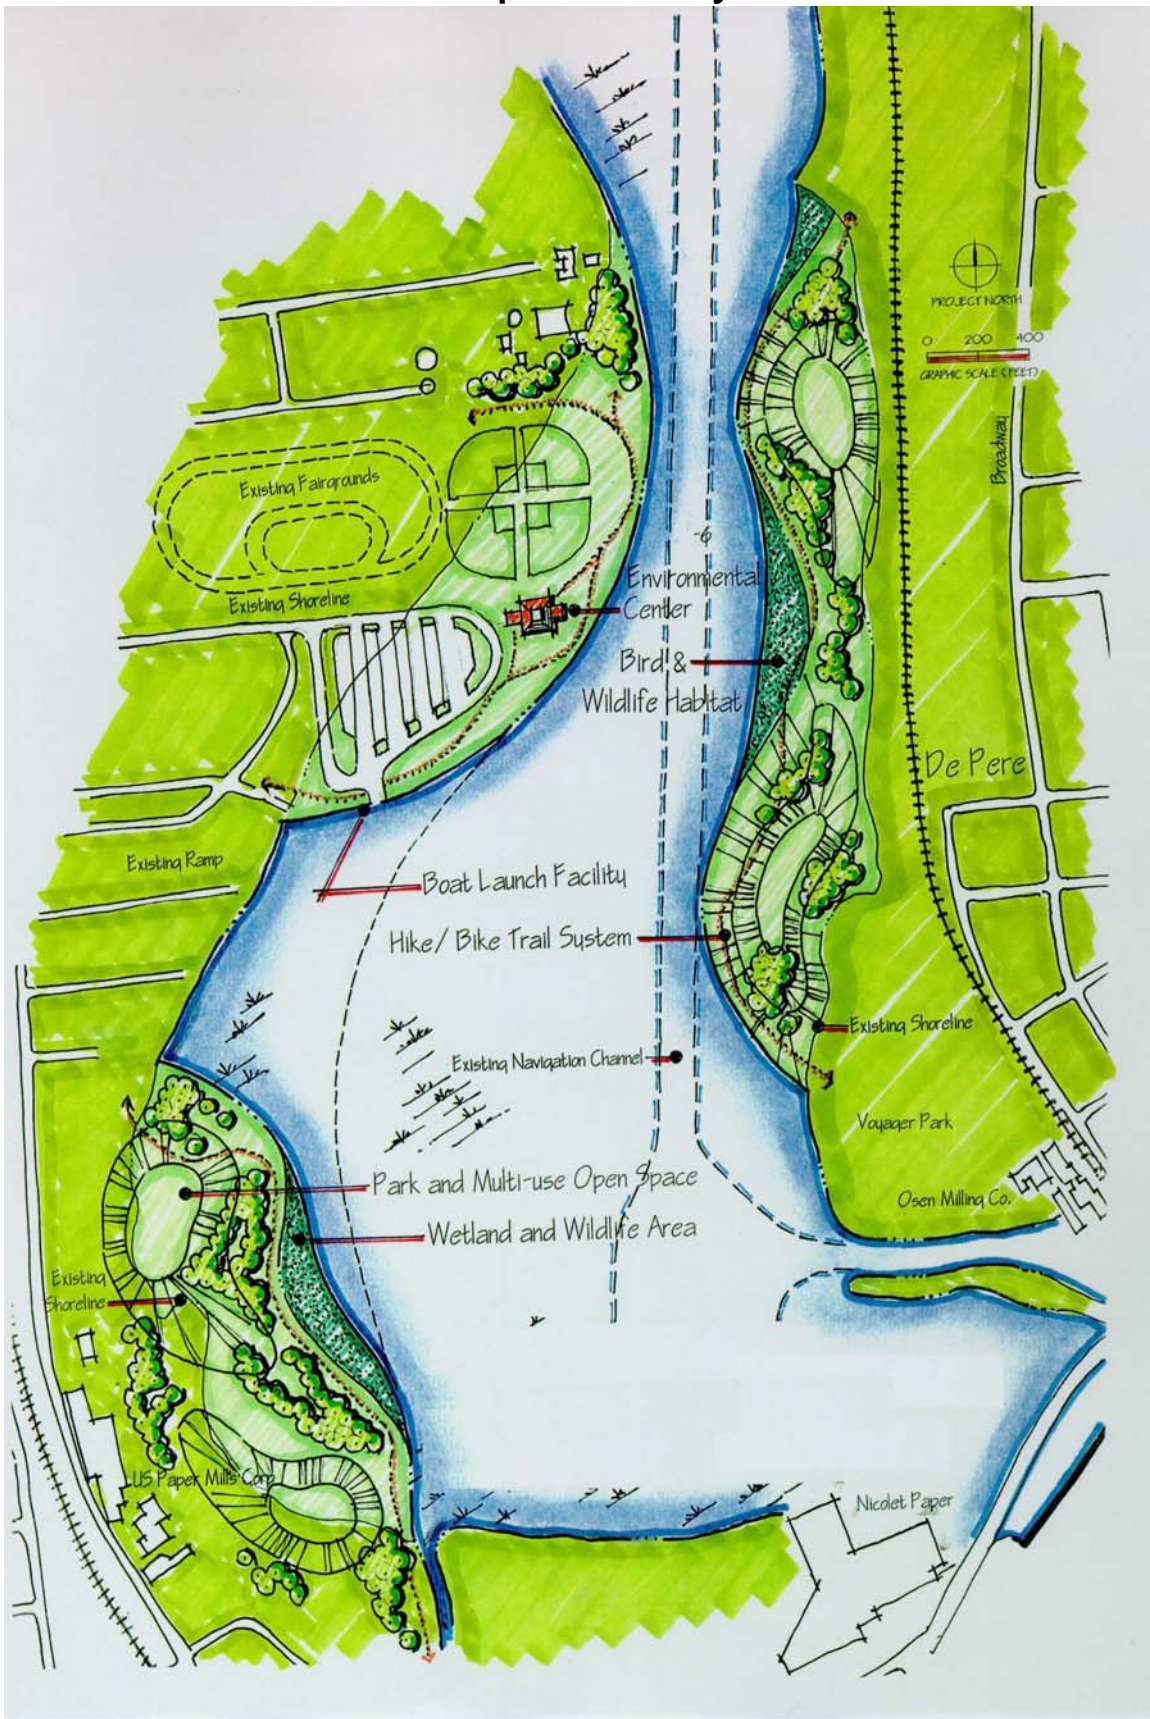 PROJECT NORTH
0 200 400
GRAPHIC SCALE (FEET)
Broadway
Existing Fairgrounds
-6
Environmental
Center
Existing Shoreline
Bird &
Wildlife Habitat
De Pere
Existing Ramp
Boat Launch Facility
Hike/ Bike Trail System
Existing Shoreline
Existing Navigation Channel
Voyager Park
Park and Multi-use Open Space
Osen Milling Co.
Wetland and Wildlife Area
Existing
Shoreline
US Paper Mills Corp
Nicolet Paper